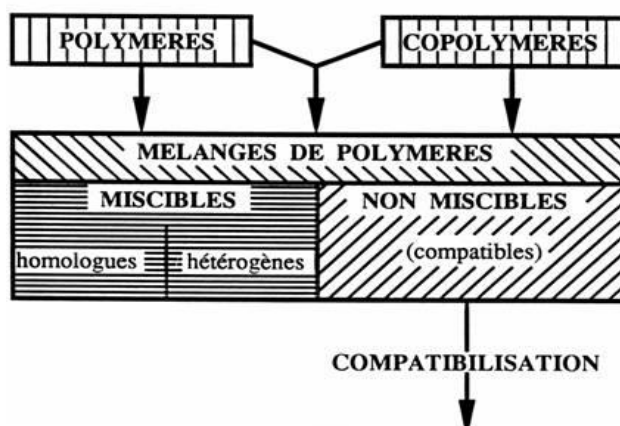 POLYMERES
COPOLYMERES
MELANGES DE POLYMERES
MISCIBLES
NON MISCIBLES
homologues
hétérogènes
(compatibles)
COMPATIBILISATION